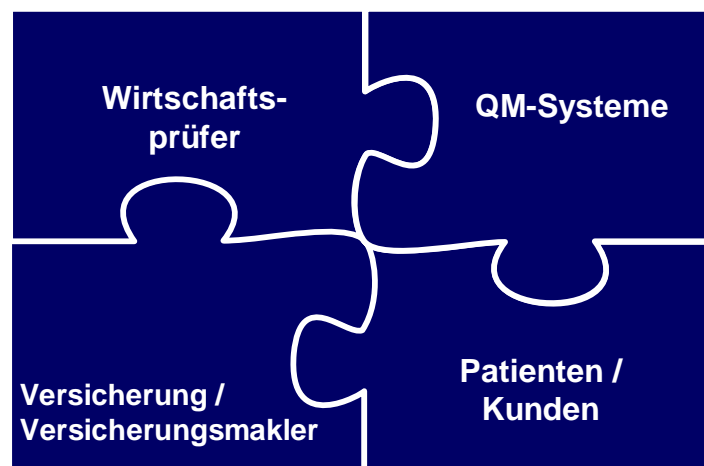 Wirtschafts-
prüfer
QM-Systeme
Versicherung /
Versicherungsmakler
Patienten /
Kunden